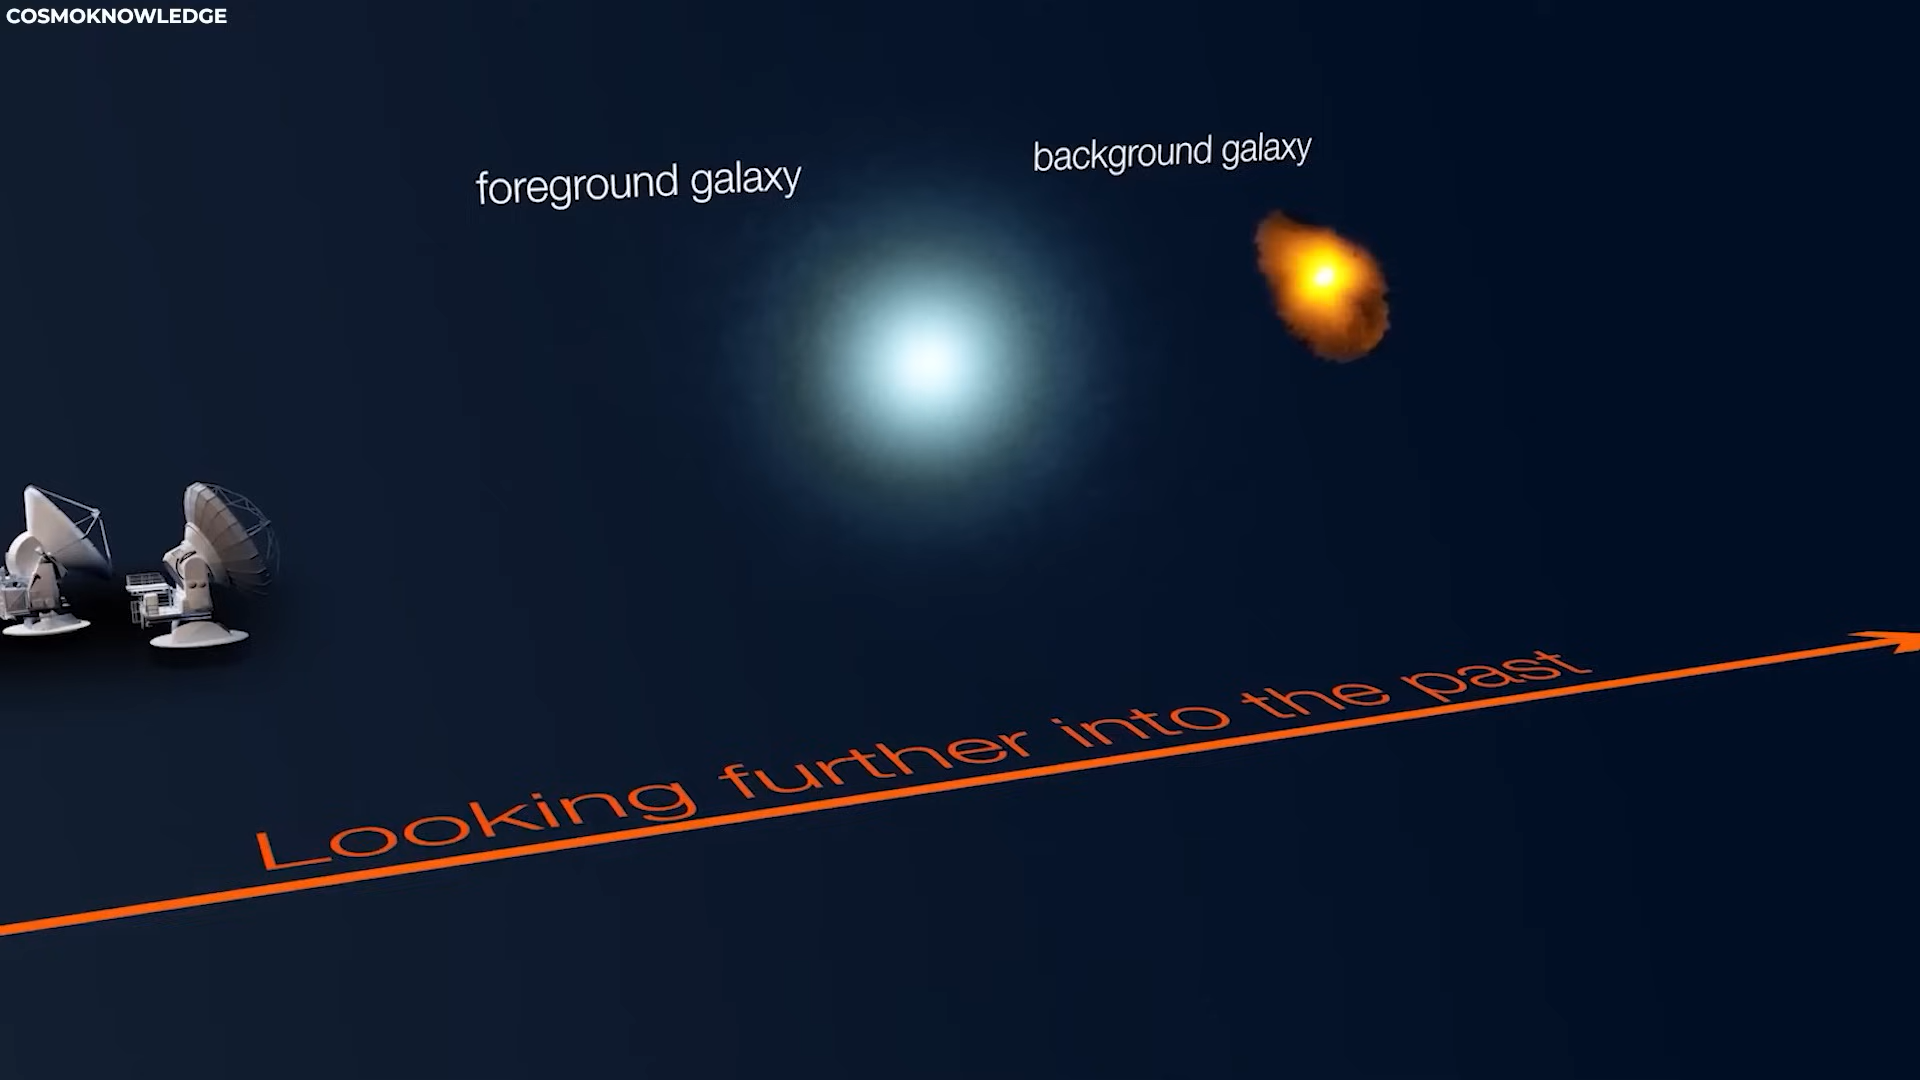 COSMOKNOWLEDGE
foreground galaxy
background galaxy
Looking further into the past